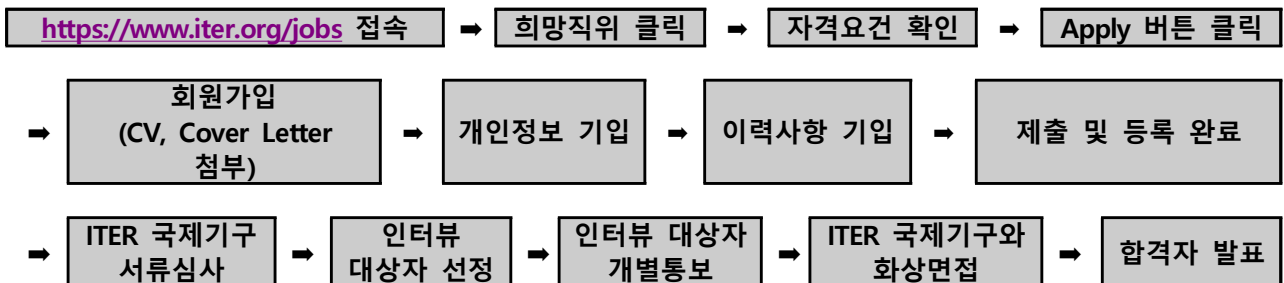 https://www.iter.org/jobs 접속 ➡ 희망직위 클릭 ➡ 자격요건 확인 ➡ Apply 버튼 클릭
➡ 회원가입
(CV, Cover Letter
첨부) ➡ 개인정보 기입 ➡ 이력사항 기입 ➡ 제출 및 등록 완료
➡ ITER 국제기구
서류심사 ➡ 인터뷰
대상자 선정 ➡ 인터뷰 대상자
개별통보 ➡ ITER 국제기구와
화상면접 ➡ 합격자 발표